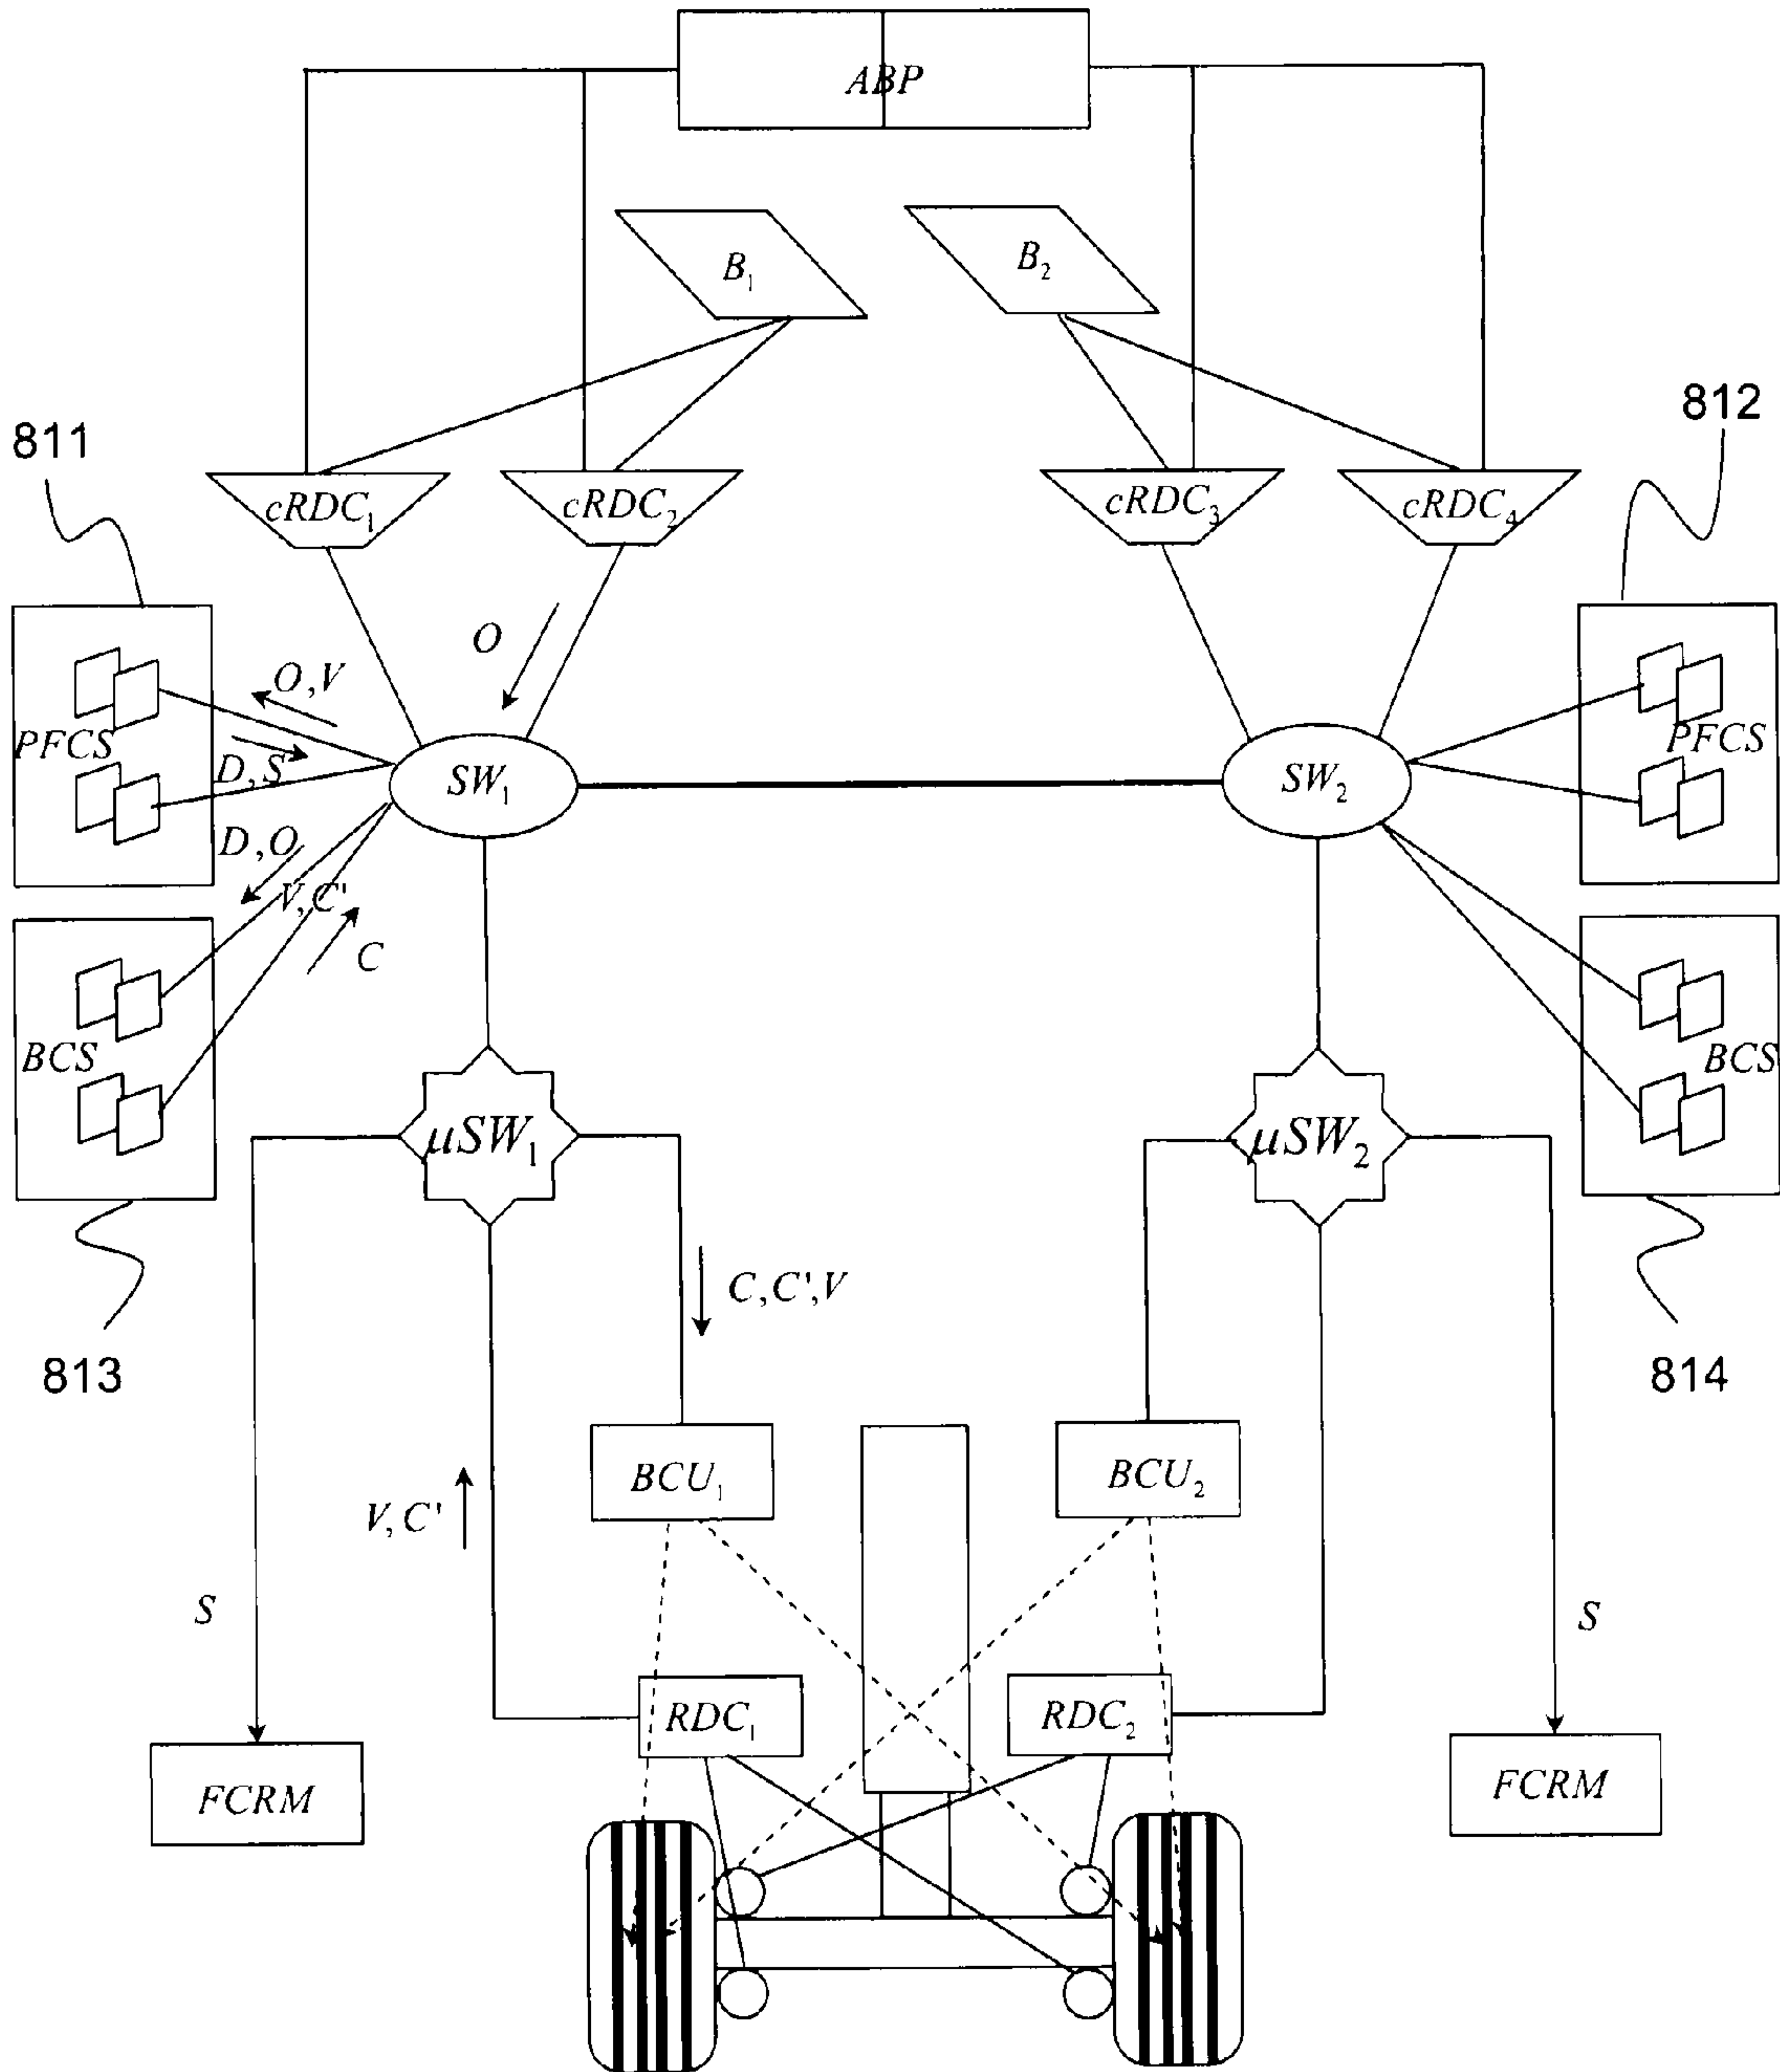 ABP
B₁
B₂
811
812
cRDC₁
cRDC₂
cRDC₃
cRDC₄
O
O,V
PFCS
D,S
SW₁
SW₂
PFCS
D,O
V,C'
C
BCS
BCS
μSW₁
μSW₂
C,C',V
813
814
BCU₁
BCU₂
V,C'
S
S
RDC₁
RDC₂
FCRM
FCRM